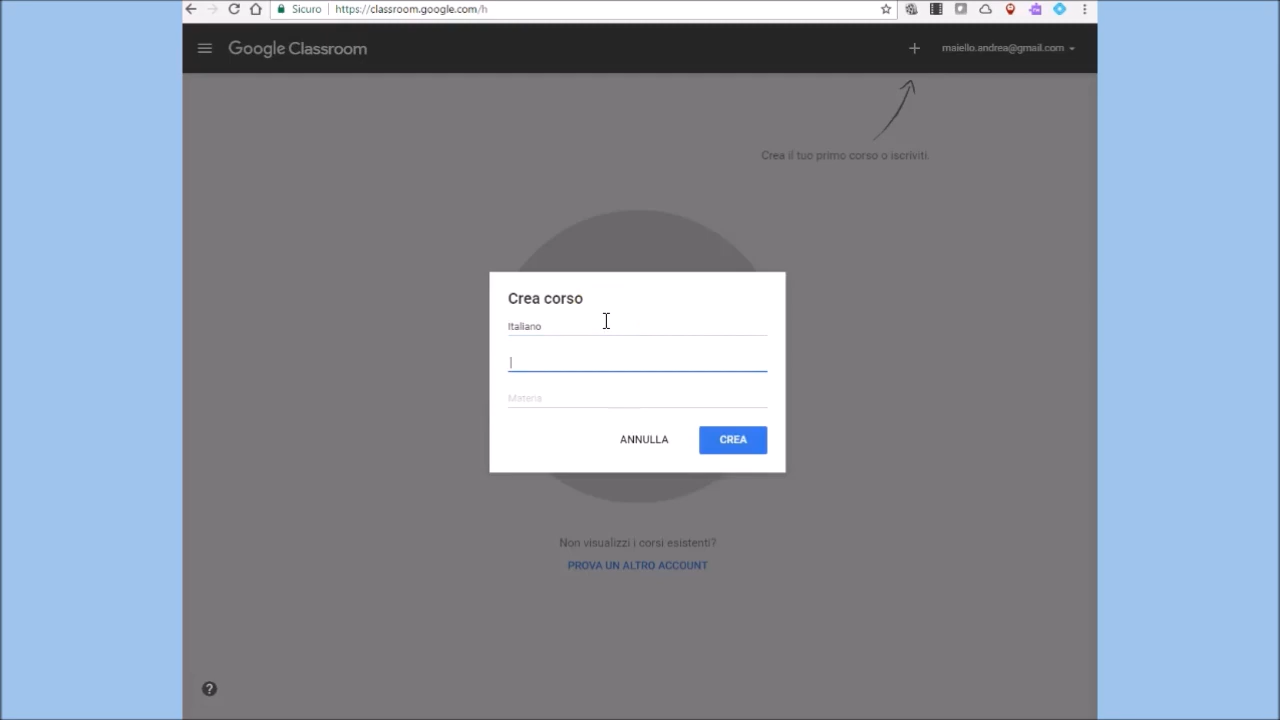 Sicuro
https://classroom.google.com/h
Google Classroom
maiello.andrea@gmail.com
Crea il tuo primo corso o iscriviti.
Crea corso
Italiano
Materia
ANNULLA
CREA
Non visualizzi i corsi esistenti?
PROVA UN ALTRO ACCOUNT
?